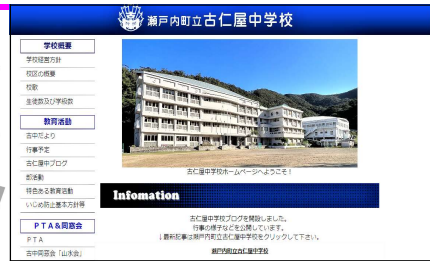 瀬戸内町立古仁屋中学校
学校概要
学校経営方針
校区の概要
校歌
生徒数及び学級数
教育活動
古中だより
行事予定
古仁屋中ブログ
部活動
特色ある教育活動
いじめ防止基本方針等
PTA&同窓会
PTA
古中同窓会「山水会」
古仁屋中学校ホームページへようこそ！
Infomation
古仁屋中学校ブログを開設しました。
行事の様子などを公開しています。
↓最新記事は瀬戸内町立古仁屋中学校をクリックして下さい。
瀬戸内町立古仁屋中学校